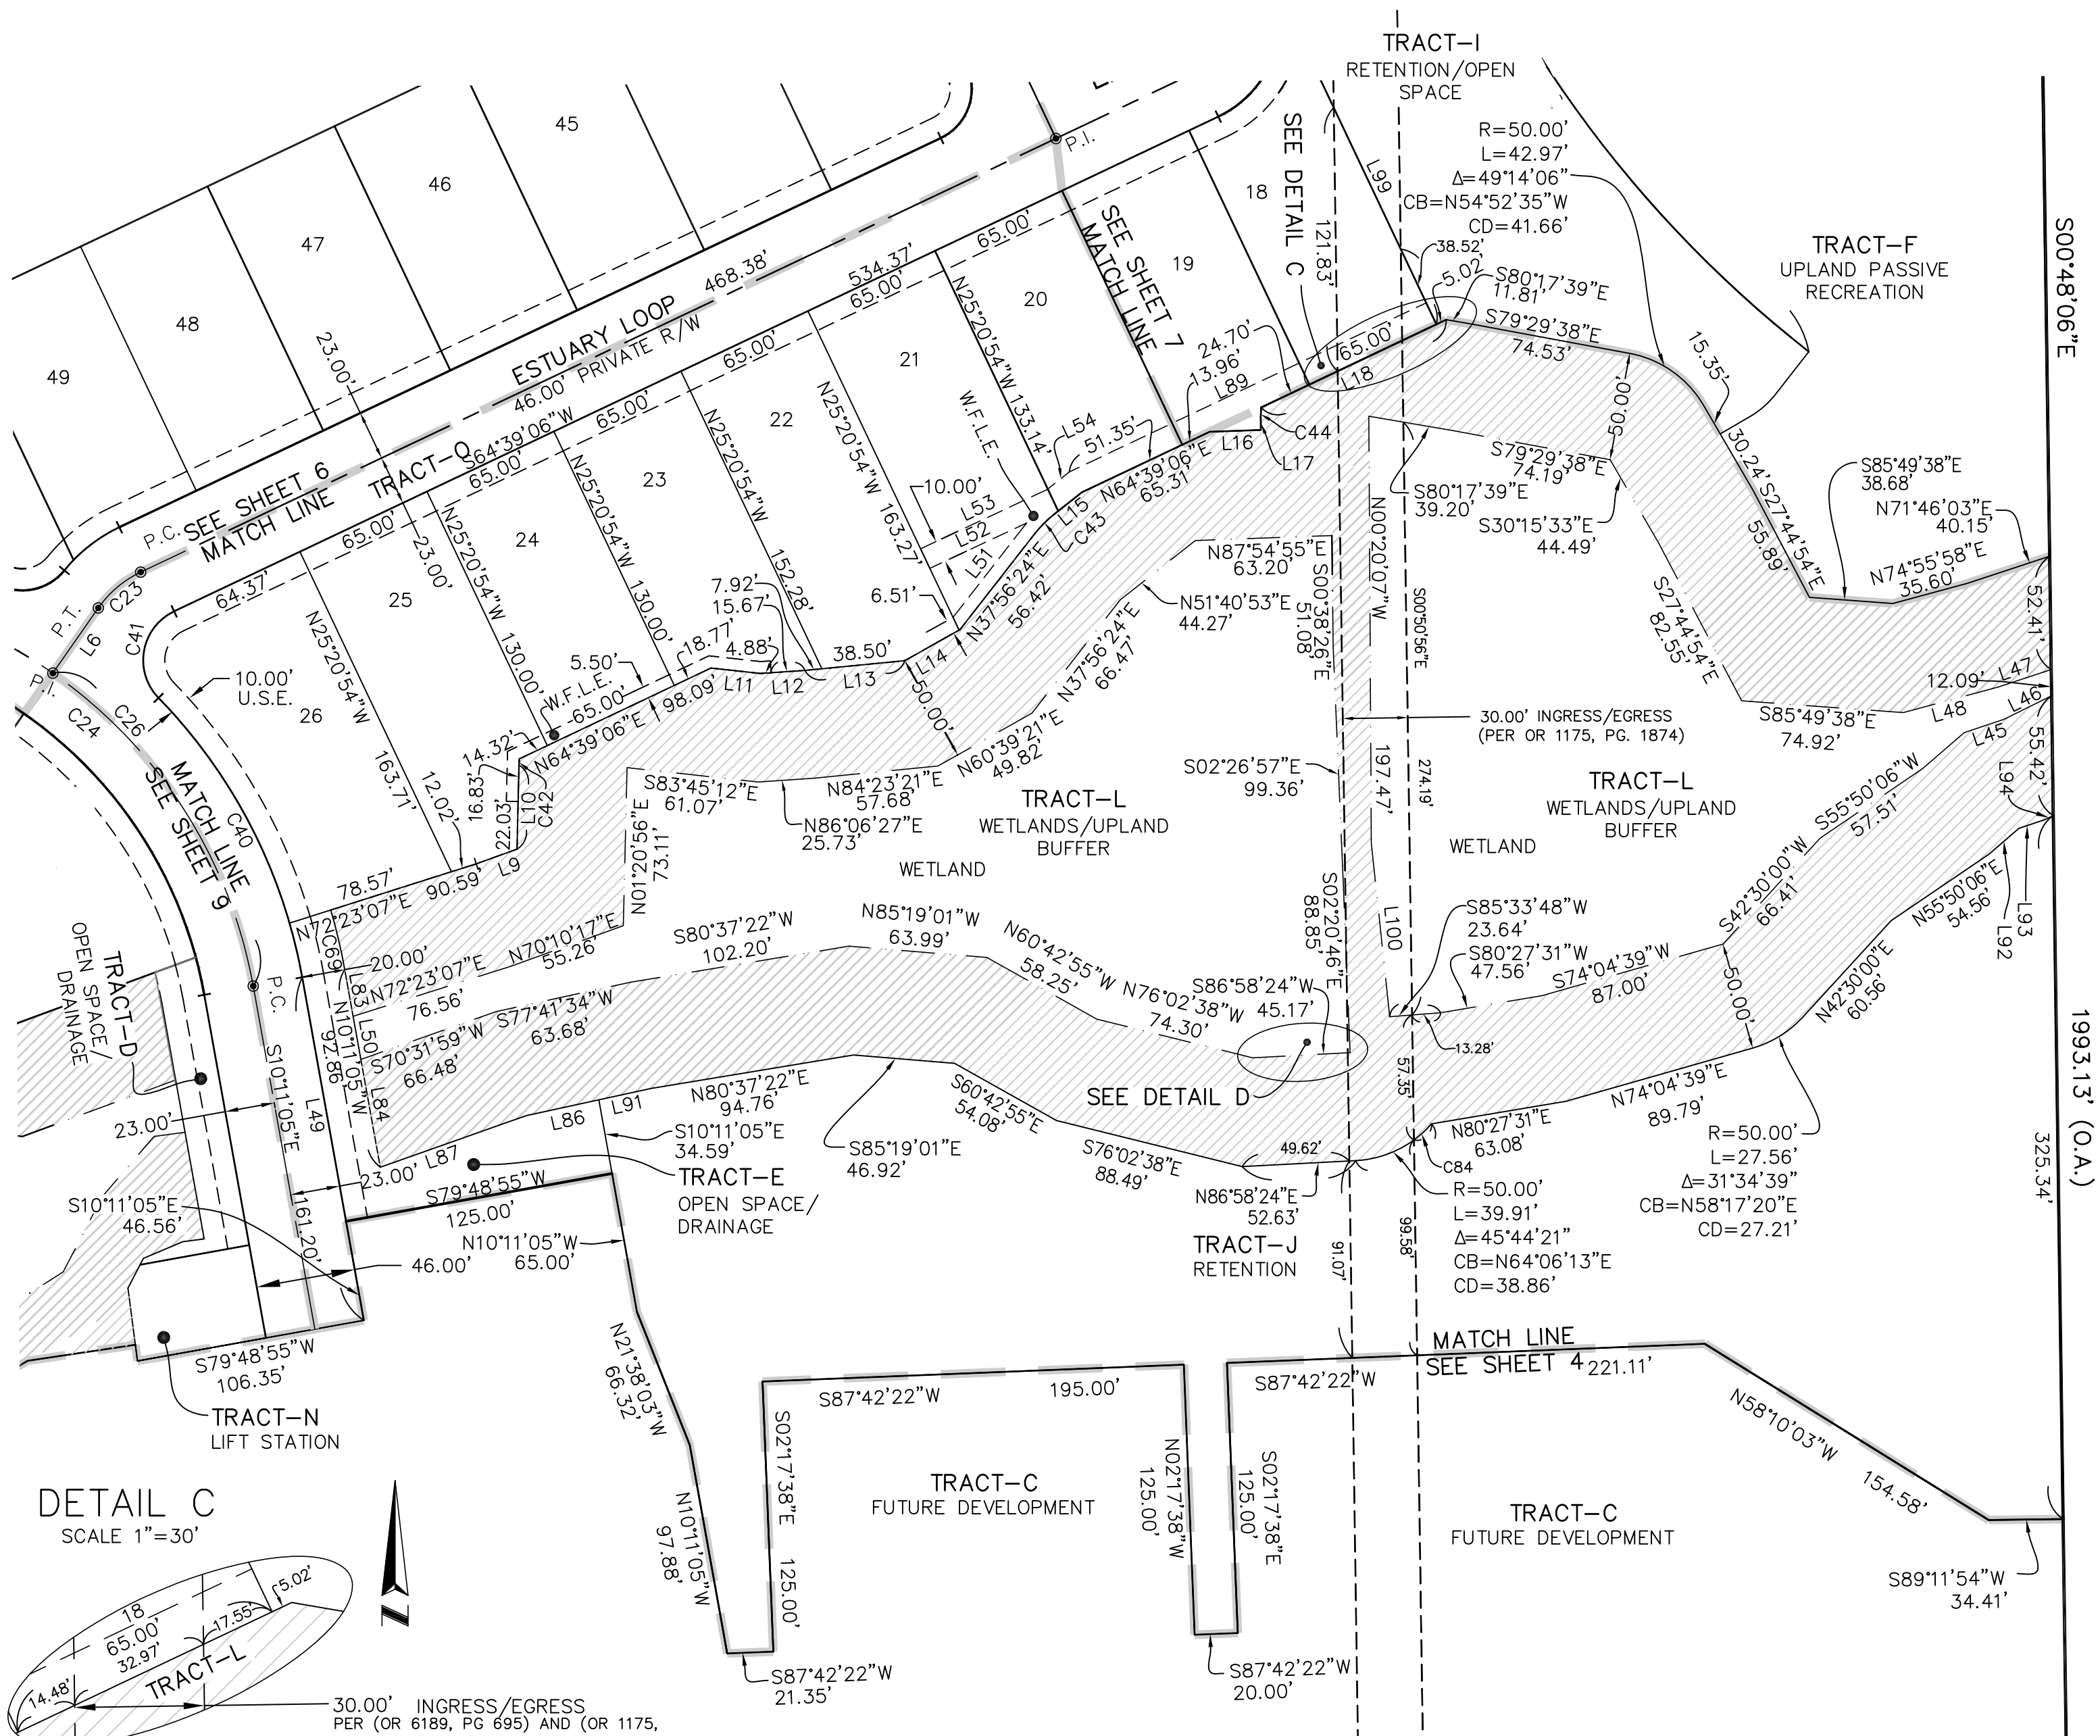 TRACT-I
RETENTION/OPEN
SPACE
R=50.00'
L=42.97'
Δ=49°14'06"
CB=N54°52'35"W
CD=41.66'
TRACT-F
UPLAND PASSIVE
RECREATION
S00°48'06"E
1993.13' (O.A.)
325.34'
45
46
47
48
49
18
19
20
21
22
23
24
25
26
P.I.
SEE DETAIL C
121.83'
L99
38.52'
5.02'
S80°17'39"E
11.81'
S79°29'38"E
74.53'
15.35'
50.00'
30.24'
S27°44'54"E
55.89'
S85°49'38"E
38.68'
N71°46'03"E
40.15'
N74°55'58"E
35.60'
52.41'
L47
12.09'
L46
L48
L45
55.42'
L94
L93
L92
S79°29'38"E
74.19'
S80°17'39"E
39.20'
S30°15'33"E
44.49'
S27°44'54"E
82.55'
S85°49'38"E
74.92'
SEE SHEET 7
MATCH LINE
24.70'
13.96'
L89
65.00'
L18
C44
L17
L16
65.00'
534.37'
65.00'
468.38'
ESTUARY LOOP
46.00' PRIVATE R/W
23.00'
65.00'
65.00'
S64°39'06"W
65.00'
TRACT-O
SEE SHEET 6
MATCH LINE
P.C.
65.00'
23.00'
64.37'
C23
P.T.
L6
P.I.
C41
C24
C26
10.00'
U.S.E.
MATCH LINE
SEE SHEET 9
C40
N25°20'54"W 133.14'
N25°20'54"W 163.27'
N25°20'54"W 152.28'
N25°20'54"W 130.00'
N25°20'54"W 130.00'
N25°20'54"W 163.71'
W.F.L.E.
L54
51.35'
10.00'
L53
L52
L51
L15
C43
N64°39'06"E
65.31'
6.51'
N37°56'24"E
56.42'
7.92'
15.67'
18.77'
4.88'
38.50'
5.50'
W.F.L.E.
65.00'
98.09'
L11
L12
L13
L14
14.32'
N64°39'06"E
16.83'
22.03'
L10
C42
12.02'
L9
78.57'
90.59'
N72°23'07"E
50.00'
N87°54'55"E
63.20'
N51°40'53"E
44.27'
N37°56'24"E
66.47'
N60°39'21"E
49.82'
N84°23'21"E
57.68'
S83°45'12"E
61.07'
N86°06'27"E
25.73'
N01°20'56"E
73.11'
S00°38'26"E
51.08'
N00°20'07"W
197.47'
S00°50'56"E
274.19'
30.00' INGRESS/EGRESS
(PER OR 1175, PG. 1874)
S02°26'57"E
99.36'
TRACT-L
WETLANDS/UPLAND
BUFFER
WETLAND
TRACT-L
WETLANDS/UPLAND
BUFFER
WETLAND
S55°50'06"W
57.51'
S42°30'00"W
66.41'
N55°50'06"E
54.56'
N42°30'00"E
60.56'
S02°20'46"E
88.85'
L100
S85°33'48"W
23.64'
S80°27'31"W
47.56'
S74°04'39"W
87.00'
50.00'
13.28'
57.35'
C69
20.00'
L83
N72°23'07"E
76.56'
N70°10'17"E
55.26'
S80°37'22"W
102.20'
N85°19'01"W
63.99'
N60°42'55"W
58.25'
N76°02'38"W
74.30'
S86°58'24"W
45.17'
SEE DETAIL D
L50
S70°31'59"W
66.48'
S77°41'34"W
63.68'
N10°11'05"W
92.86'
L84
L49
P.C.
S10°11'05"E
161.20'
23.00'
TRACT-D
OPEN SPACE/
DRAINAGE
23.00'
L87
L86
L91
N80°37'22"E
94.76'
S10°11'05"E
34.59'
S85°19'01"E
46.92'
S60°42'55"E
54.08'
S76°02'38"E
88.49'
49.62'
N86°58'24"E
52.63'
C84
N80°27'31"E
63.08'
N74°04'39"E
89.79'
R=50.00'
L=27.56'
Δ=31°34'39"
CB=N58°17'20"E
CD=27.21'
R=50.00'
L=39.91'
Δ=45°44'21"
CB=N64°06'13"E
CD=38.86'
TRACT-J
RETENTION
91.07'
99.58'
TRACT-E
OPEN SPACE/
DRAINAGE
S79°48'55"W
125.00'
S10°11'05"E
46.56'
46.00'
N10°11'05"W
65.00'
S79°48'55"W
106.35'
TRACT-N
LIFT STATION
N21°38'03"W
66.32'
S87°42'22"W
195.00'
S87°42'22"W
MATCH LINE
SEE SHEET 4
221.11'
N58°10'03"W
154.58'
S89°11'54"W
34.41'
N10°11'05"W
97.88'
S02°17'38"E
125.00'
TRACT-C
FUTURE DEVELOPMENT
N02°17'38"W
125.00'
S02°17'38"E
125.00'
TRACT-C
FUTURE DEVELOPMENT
S87°42'22"W
21.35'
S87°42'22"W
20.00'
DETAIL C
SCALE 1"=30'
N
18
65.00'
32.97'
17.55'
5.02'
14.48'
TRACT-L
30.00' INGRESS/EGRESS
PER (OR 6189, PG 695) AND (OR 1175,